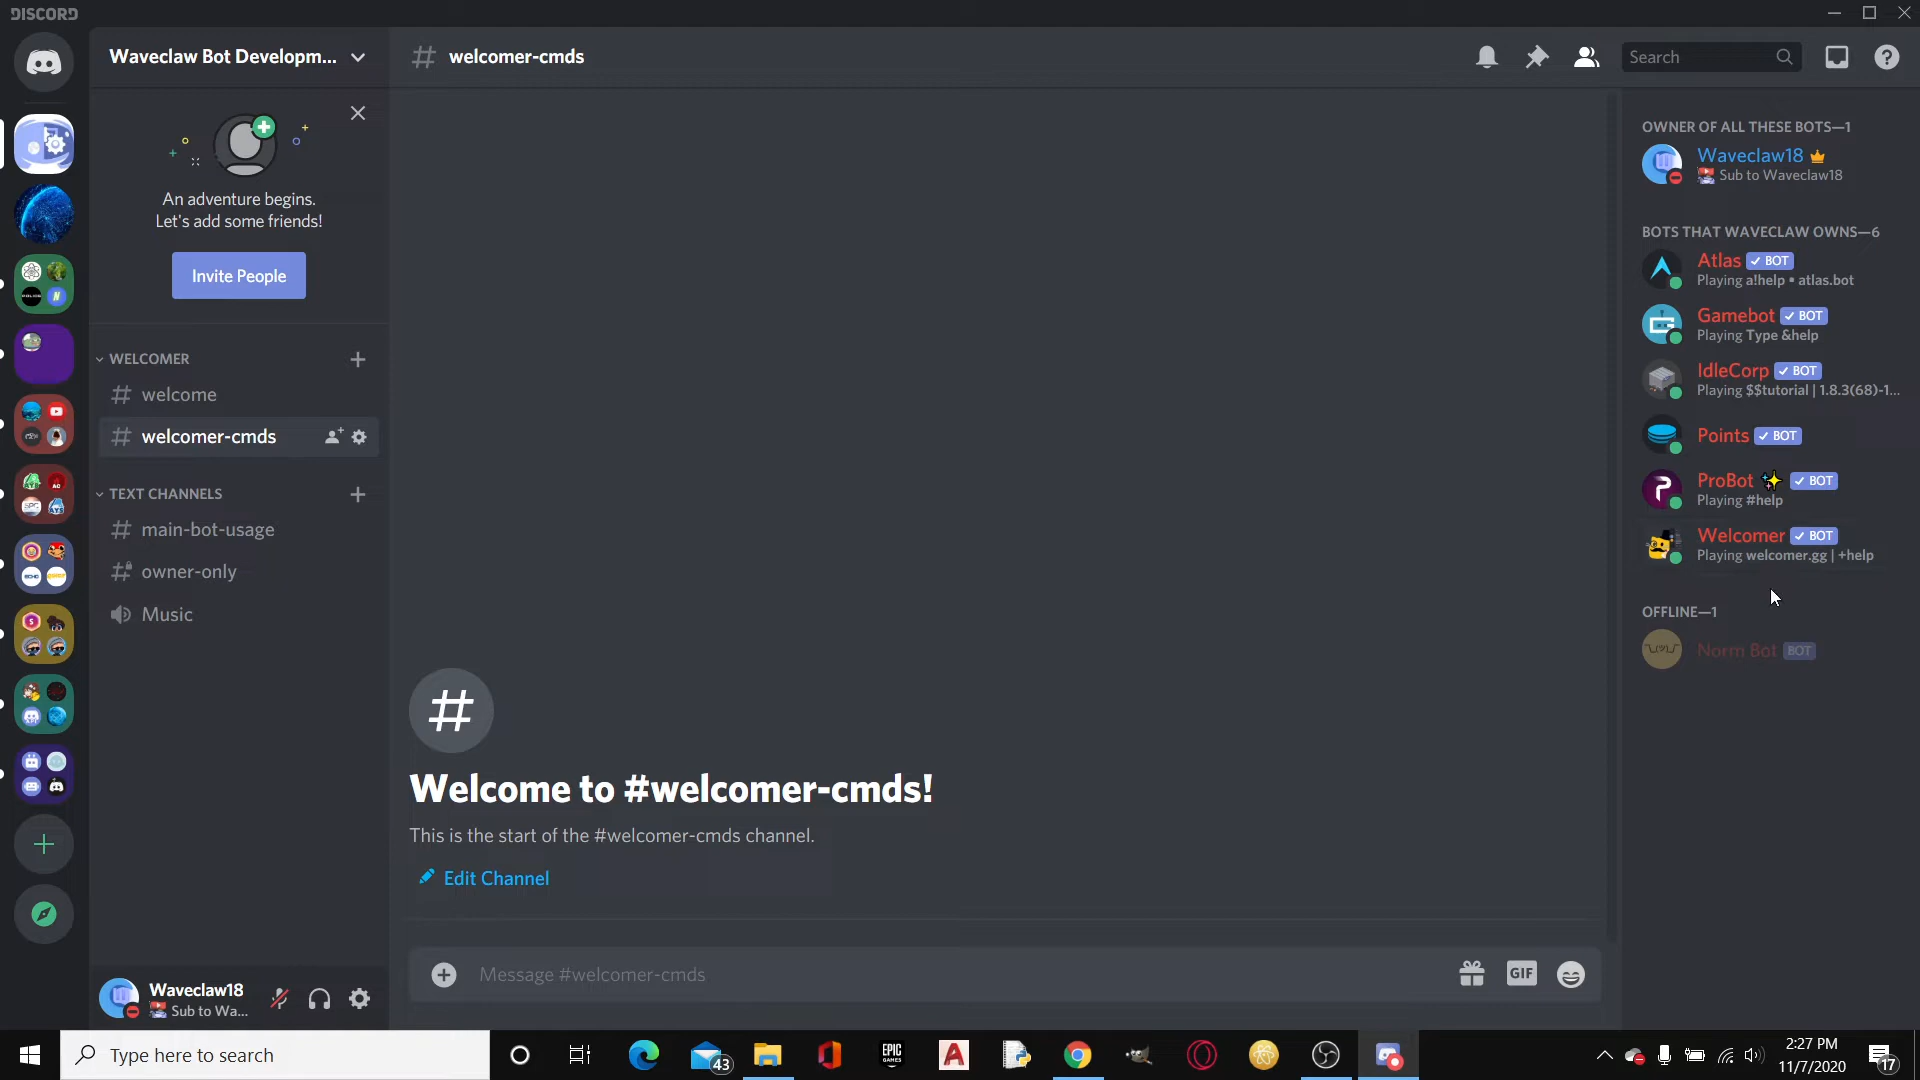 DISCORD
Waveclaw Bot Developm...
An adventure begins.
Let's add some friends!
Invite People
WELCOMER
welcome
welcomer-cmds
TEXT CHANNELS
main-bot-usage
owner-only
Music
Waveclaw18
Sub to Wa...
welcomer-cmds
Search
Welcome to #welcomer-cmds!
This is the start of the #welcomer-cmds channel.
Edit Channel
Message #welcomer-cmds
GIF
OWNER OF ALL THESE BOTS—1
Waveclaw18
Sub to Waveclaw18
BOTS THAT WAVECLAW OWNS—6
Atlas BOT
Playing a!help • atlas.bot
Gamebot BOT
Playing Type &help
IdleCorp BOT
Playing $$tutorial | 1.8.3(68)-1...
Points BOT
ProBot ✨ BOT
Playing #help
Welcomer BOT
Playing welcomer.gg | +help
OFFLINE—1
Norm Bot BOT
Type here to search
43
EPIC
GAMES
2:27 PM
11/7/2020
17